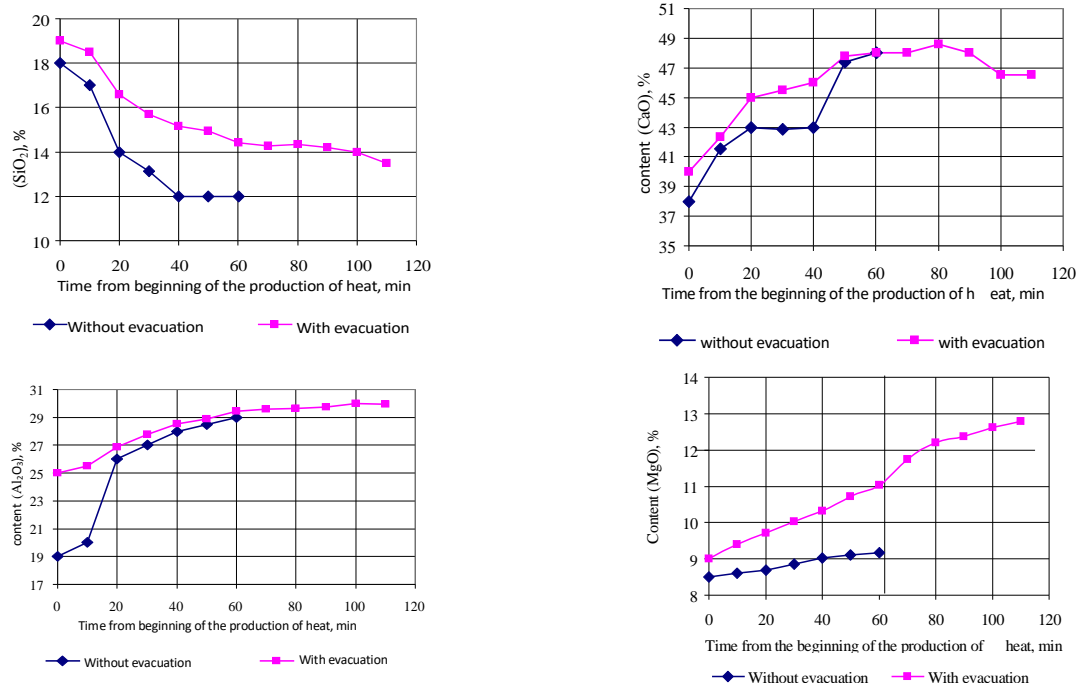 20
18
16
14
12
10
(SiO₂), %
0 20 40 60 80 100 120
Time from beginning of the production of heat, min
Without evacuation With evacuation
51
49
47
43
41
39
37
35
content (CaO), %
0 20 40 60 80 100 120
Time from the beginning of the production of h eat, min
without evacuation with evacuation
31
29
27
25
23
21
19
17
content (Al₂O₃), %
0 20 40 60 80 100 120
Time from beginning of the production of heat, min
Without evacuation With evacuation
14
13
12
11
10
9
8
Content (MgO), %
0 20 40 60 80 100 120
Time from the beginning of the production of heat, min
Without evacuation With evacuation